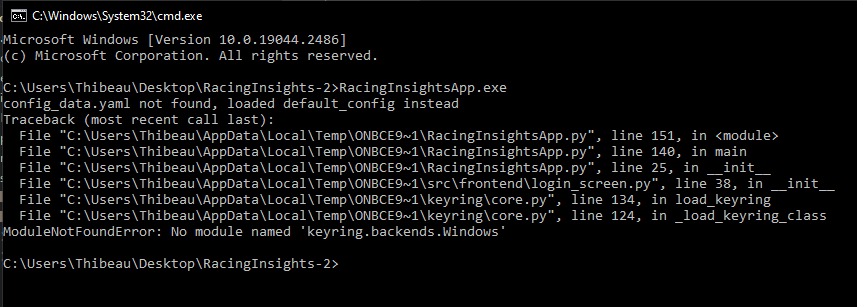 C:\Windows\System32\cmd.exe
Microsoft Windows [Version 10.0.19044.2486]
(c) Microsoft Corporation. All rights reserved.
C:\Users\Thibeau\Desktop\RacingInsights-2>RacingInsightsApp.exe
config_data.yaml not found, loaded default_config instead
Traceback (most recent call last):
  File "C:\Users\Thibeau\AppData\Local\Temp\ONBCE9~1\RacingInsightsApp.py", line 151, in <module>
  File "C:\Users\Thibeau\AppData\Local\Temp\ONBCE9~1\RacingInsightsApp.py", line 140, in main
  File "C:\Users\Thibeau\AppData\Local\Temp\ONBCE9~1\RacingInsightsApp.py", line 25, in __init__
  File "C:\Users\Thibeau\AppData\Local\Temp\ONBCE9~1\src\frontend\login_screen.py", line 38, in __init__
  File "C:\Users\Thibeau\AppData\Local\Temp\ONBCE9~1\keyring\core.py", line 134, in load_keyring
  File "C:\Users\Thibeau\AppData\Local\Temp\ONBCE9~1\keyring\core.py", line 124, in _load_keyring_class
ModuleNotFoundError: No module named 'keyring.backends.Windows'
C:\Users\Thibeau\Desktop\RacingInsights-2>